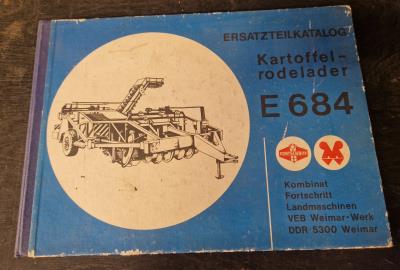 ERSATZTEILKATALOG
Kartoffel-
rodelader
E 684
Kombinat
Fortschritt
Landmaschinen
VEB Weimar-Werk
DDR 5300 Weimar